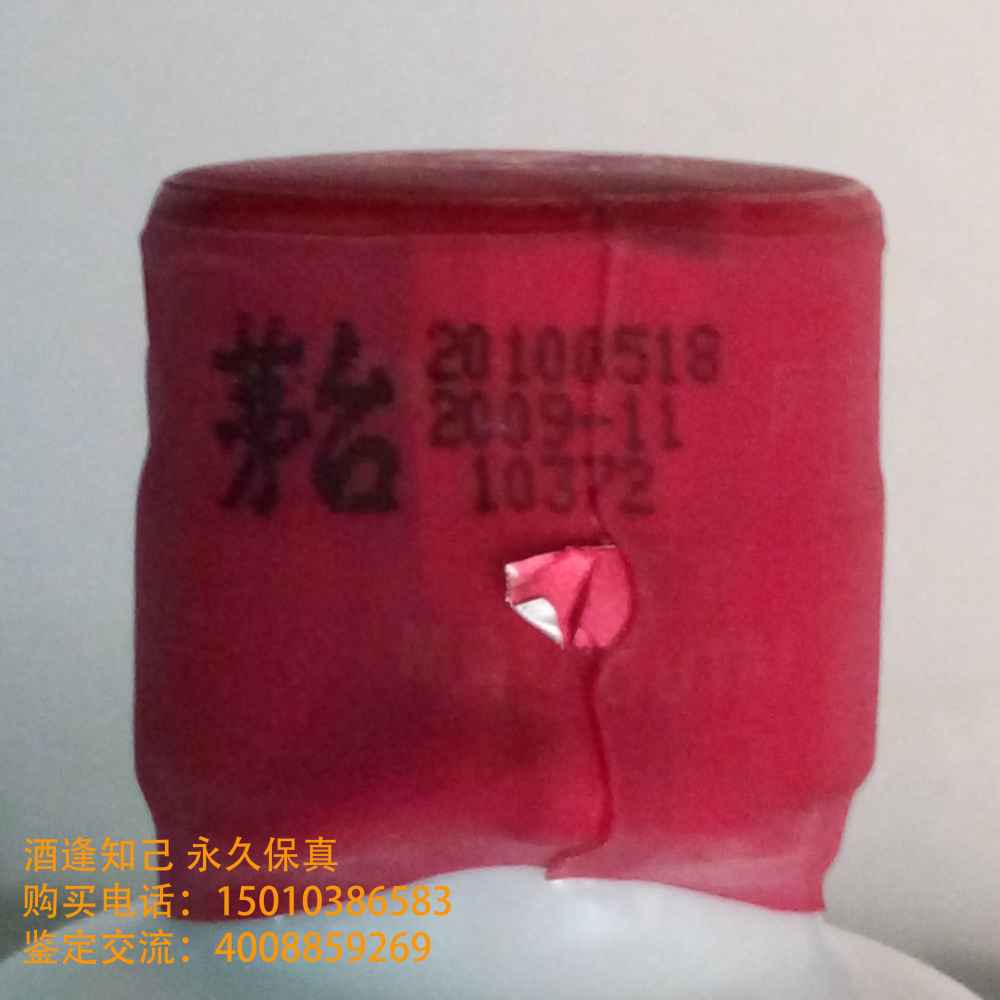 茅台
20100518
2009-11
10372
酒逢知己 永久保真
购买电话：15010386583
鉴定交流：4008859269